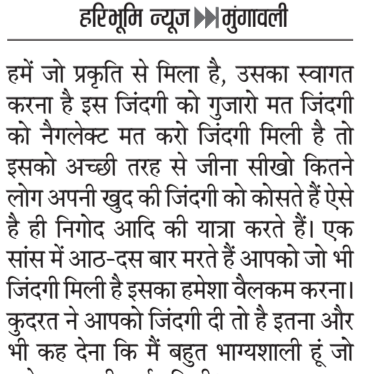 हरिभूमि न्यूज ▶▶ मुंगावली
हमें जो प्रकृति से मिला है, उसका स्वागत
करना है इस जिंदगी को गुजारो मत जिंदगी
को नैगलेक्ट मत करो जिंदगी मिली है तो
इसको अच्छी तरह से जीना सीखो कितने
लोग अपनी खुद की जिंदगी को कोसते हैं ऐसे
है ही निगोद आदि की यात्रा करते हैं। एक
सांस में आठ-दस बार मरते हैं आपको जो भी
जिंदगी मिली है इसका हमेशा वैलकम करना।
कुदरत ने आपको जिंदगी दी तो है इतना और
भी कह देना कि मैं बहुत भाग्यशाली हूं जो